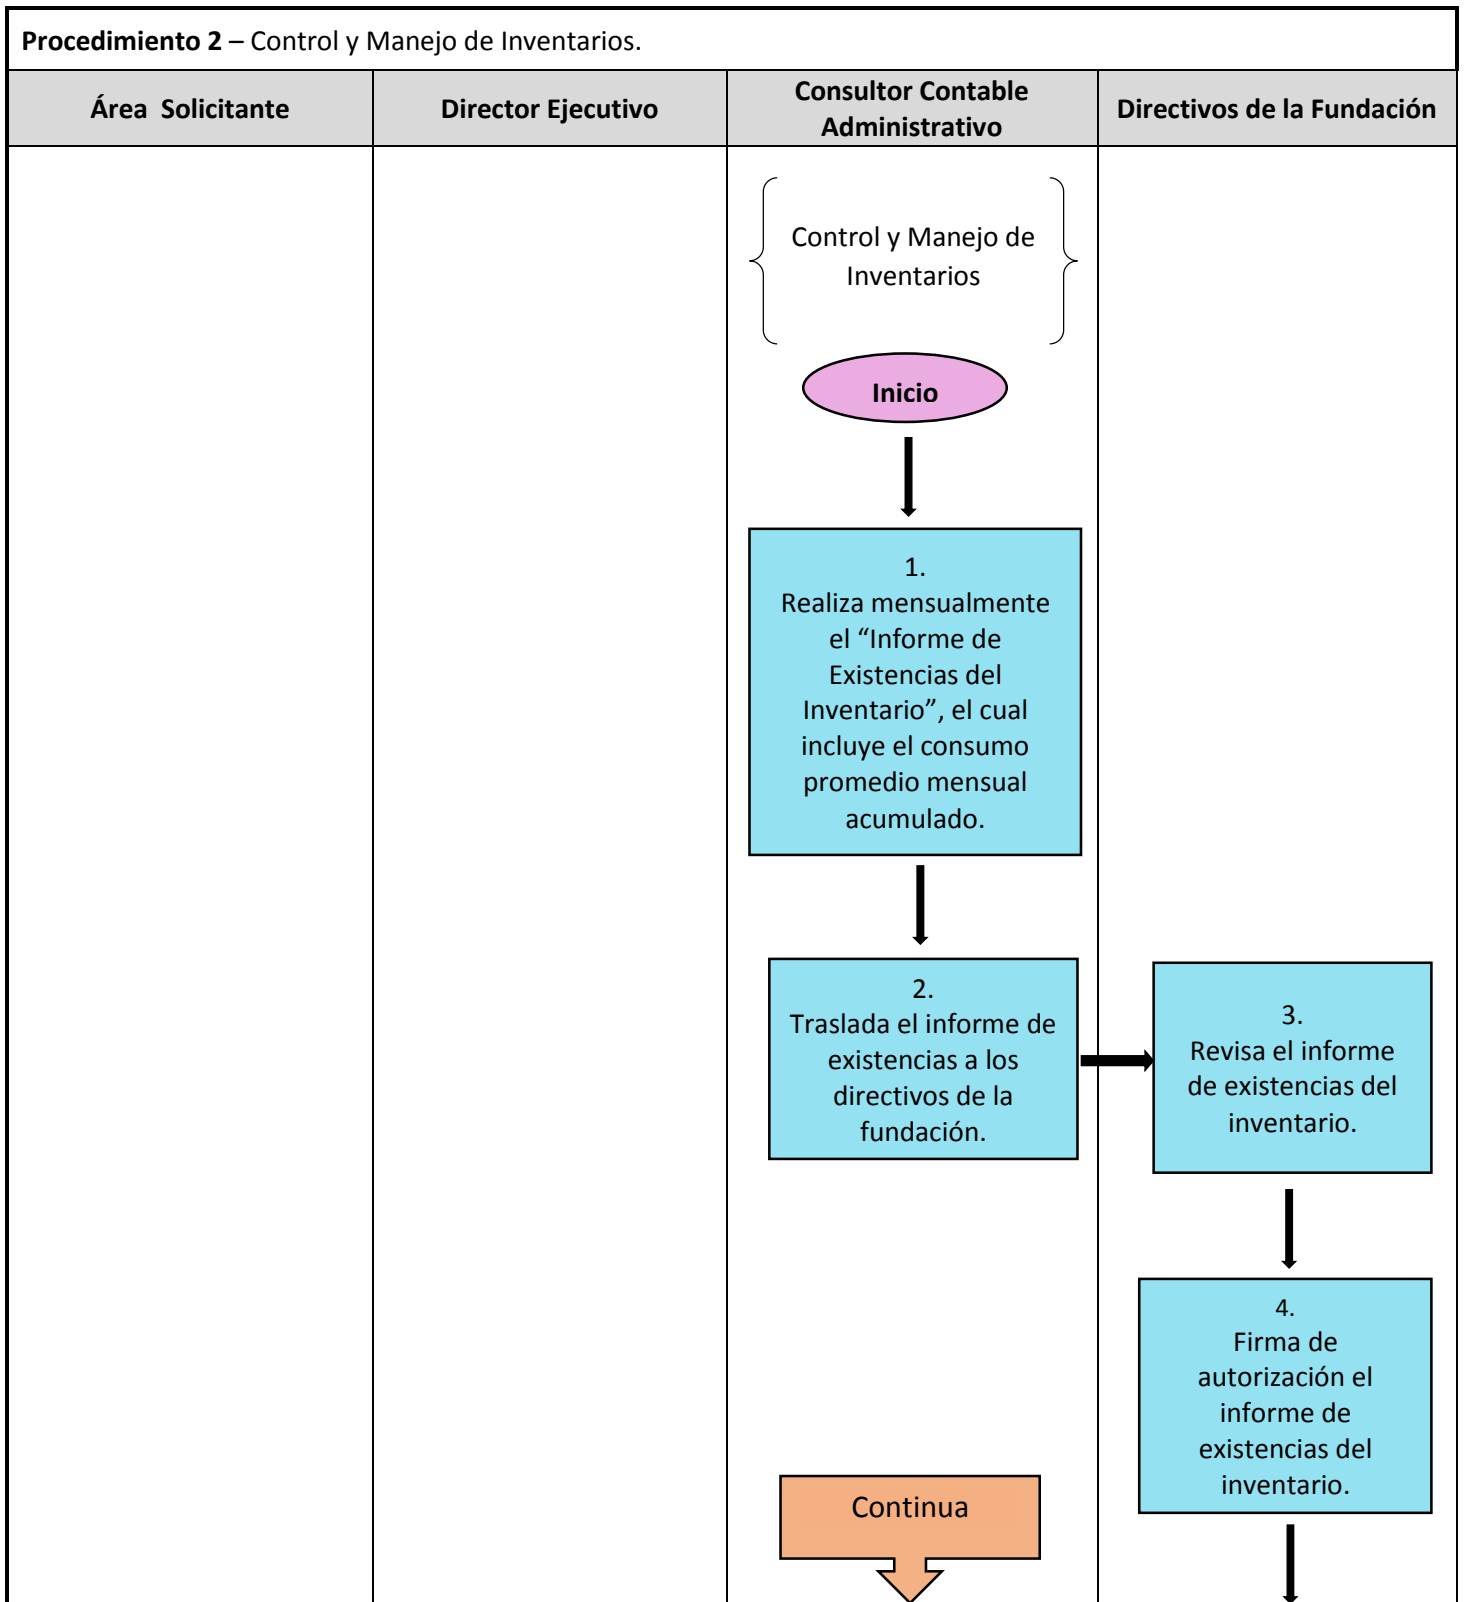 Procedimiento 2 – Control y Manejo de Inventarios.
Área Solicitante
Director Ejecutivo
Consultor Contable
Administrativo
Directivos de la Fundación
Control y Manejo de
Inventarios
Inicio
1.
Realiza mensualmente
el “Informe de
Existencias del
Inventario”, el cual
incluye el consumo
promedio mensual
acumulado.
2.
Traslada el informe de
existencias a los
directivos de la
fundación.
3.
Revisa el informe
de existencias del
inventario.
4.
Firma de
autorización el
informe de
existencias del
inventario.
Continua